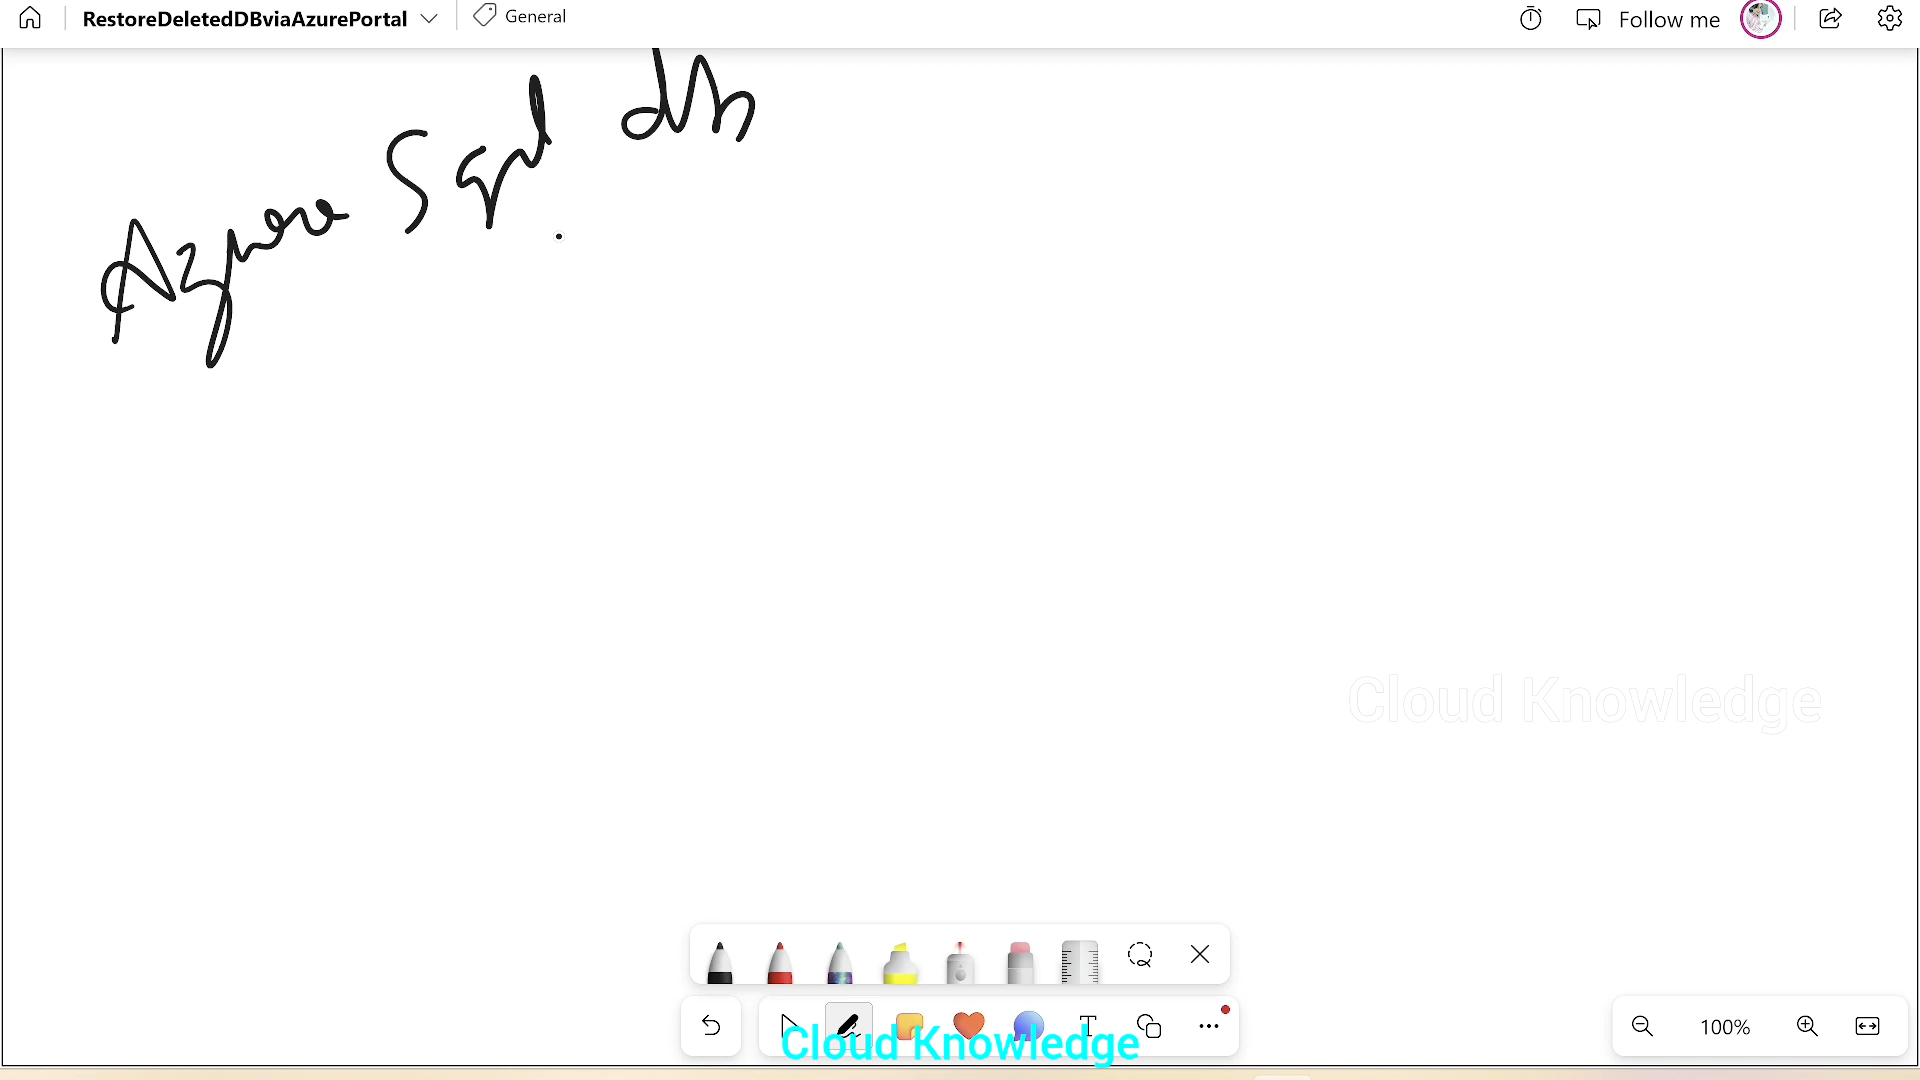 RestoreDeletedDBviaAzurePortal General Follow me
Azure Sql db
Cloud Knowledge
Cloud Knowledge
100%